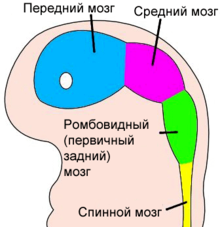 Передний мозг
Средний мозг
Ромбовидный
(первичный
задний)
мозг
Спинной мозг